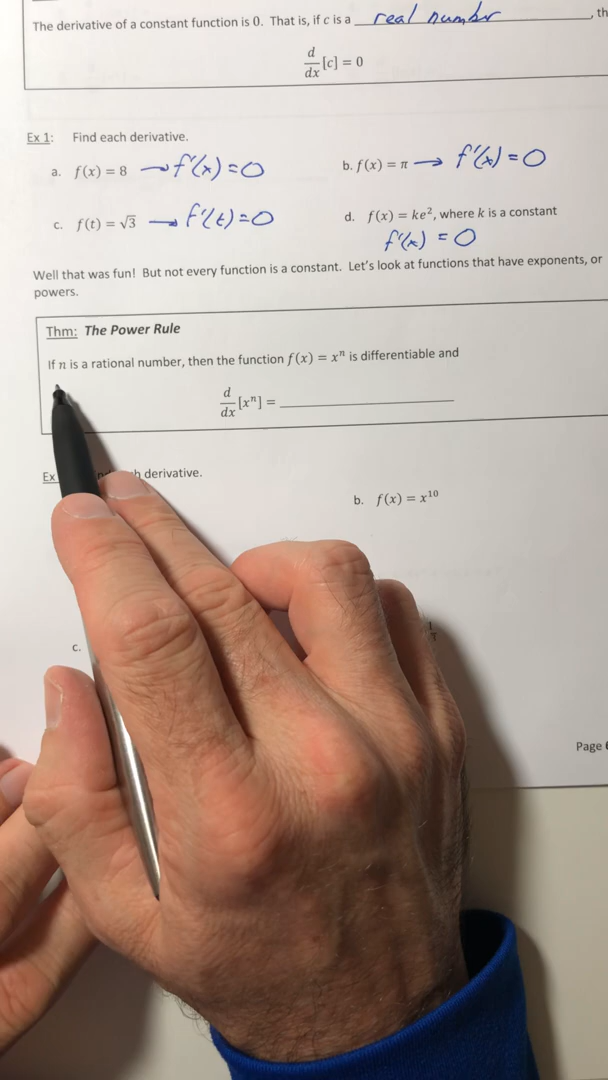 The derivative of a constant function is 0. That is, if c is a real number, th
d/dx [c] = 0
Ex 1: Find each derivative.
a. f(x) = 8 → f'(x) = 0 b. f(x) = π → f'(x) = 0
c. f(t) = √3 → f'(t) = 0 d. f(x) = ke², where k is a constant
f'(x) = 0
Well that was fun! But not every function is a constant. Let's look at functions that have exponents, or
powers.
Thm: The Power Rule
If n is a rational number, then the function f(x) = xⁿ is differentiable and
d/dx [xⁿ] = ____________
Ex derivative.
b. f(x) = x¹⁰
c.
Page